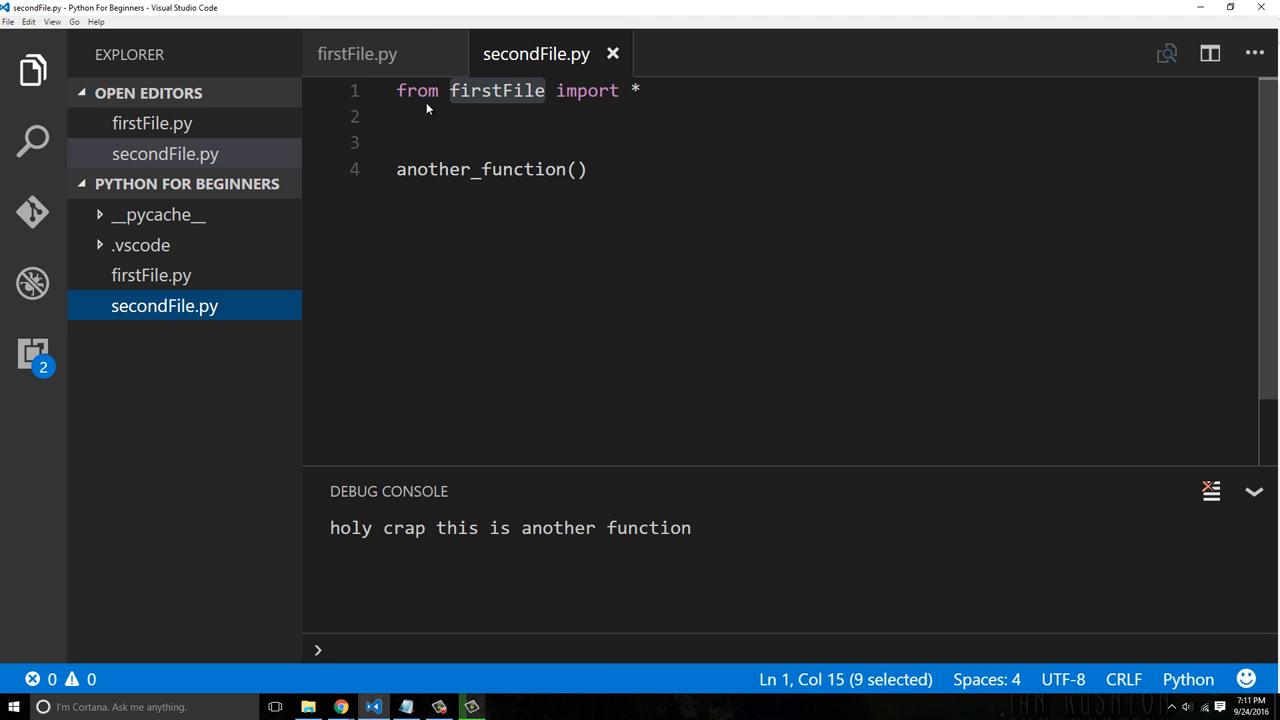 secondFile.py - Python For Beginners - Visual Studio Code
File Edit View Go Help
EXPLORER
OPEN EDITORS
firstFile.py
secondFile.py
PYTHON FOR BEGINNERS
__pycache__
.vscode
firstFile.py
secondFile.py
2
firstFile.py secondFile.py
1 from firstFile import *
2
3
4 another_function()
DEBUG CONSOLE
holy crap this is another function
0 0 Ln 1, Col 15 (9 selected) Spaces: 4 UTF-8 CRLF Python
I'm Cortana. Ask me anything.
7:11 PM
9/24/2016